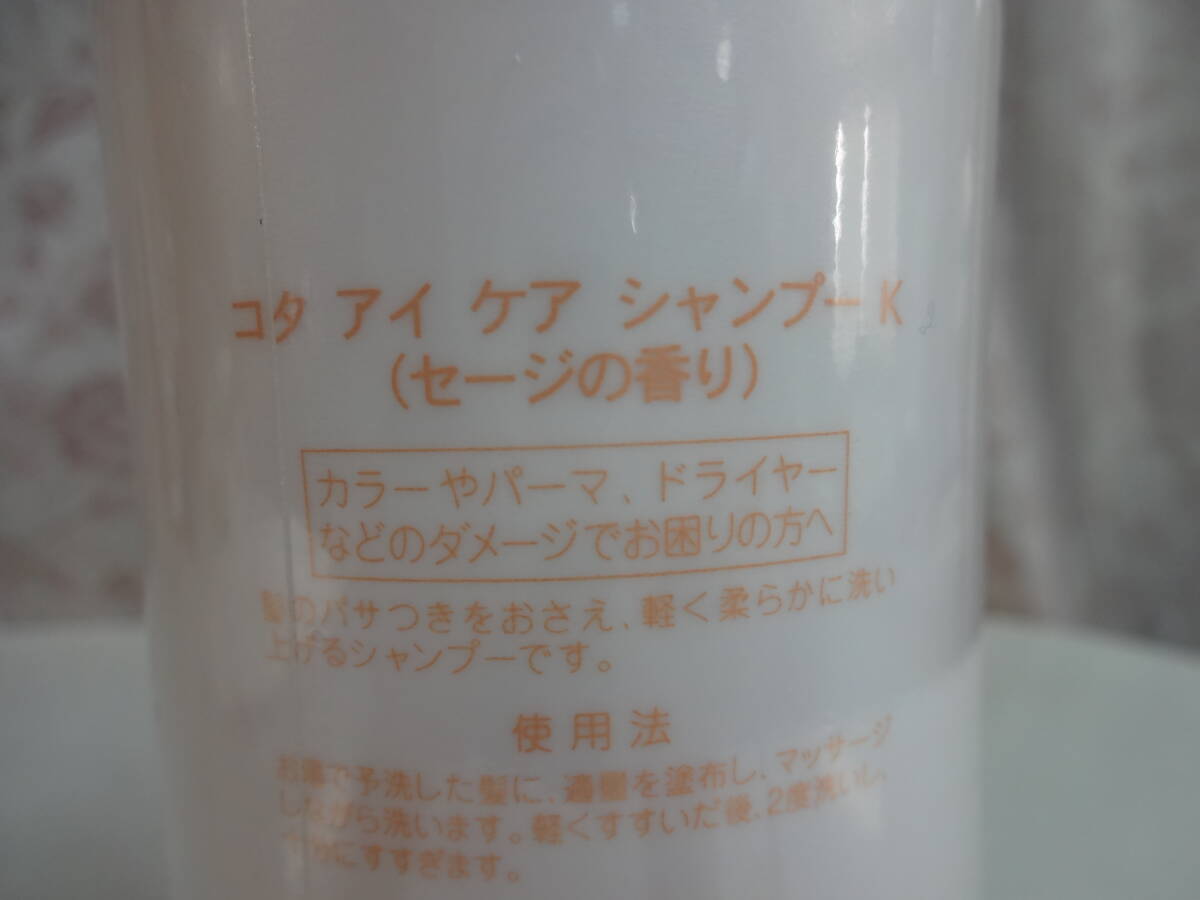 コタ アイ ケア シャンプー K
(セージの香り)
カラーやパーマ、ドライヤー
などのダメージでお困りの方へ
髪のパサつきをおさえ、軽く柔らかに洗い
上げるシャンプーです。
使用法
お湯で予洗した髪に、適量を塗布し、マッサージ
しながら洗います。軽くすすいだ後、2度洗いし、
にすすぎます。